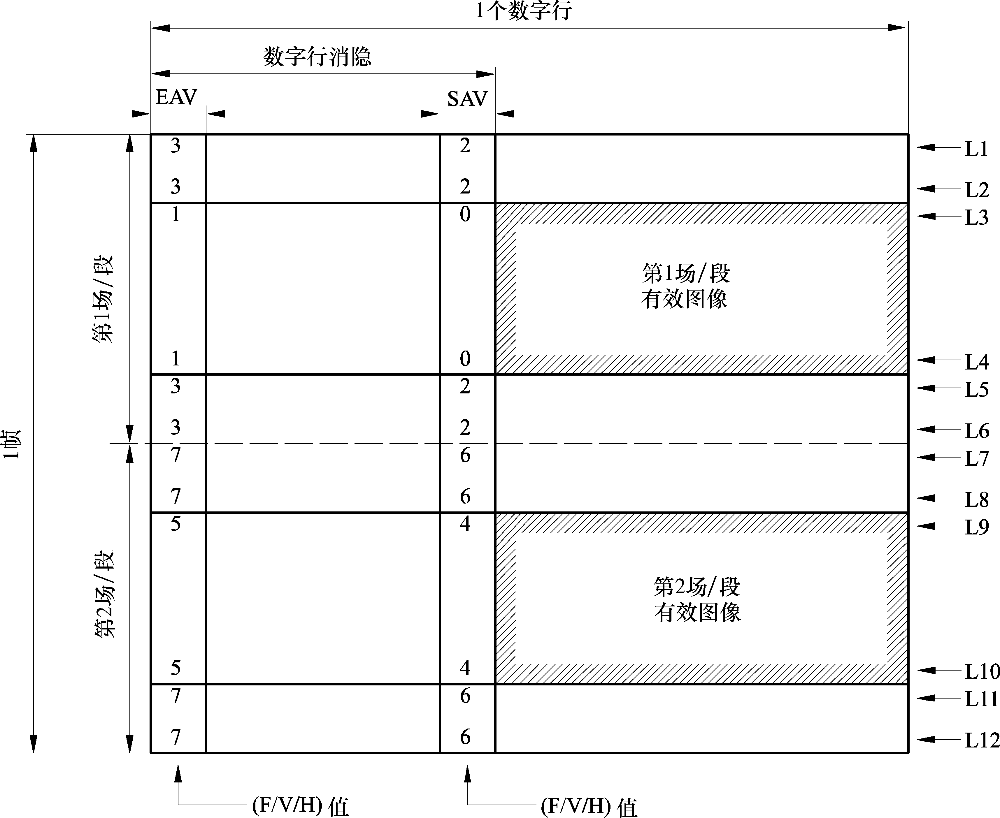 1个数字行
数字行消隐
EAV
SAV
3 2 L1
3 2 L2
1 0 L3
第1场/段
第1场/段
有效图像
1 0 L4
3 2 L5
3 2 L6
1帧
7 6 L7
7 6 L8
5 4 L9
第2场/段
第2场/段
有效图像
5 4 L10
7 6 L11
7 6 L12
(F/V/H) 值
(F/V/H) 值